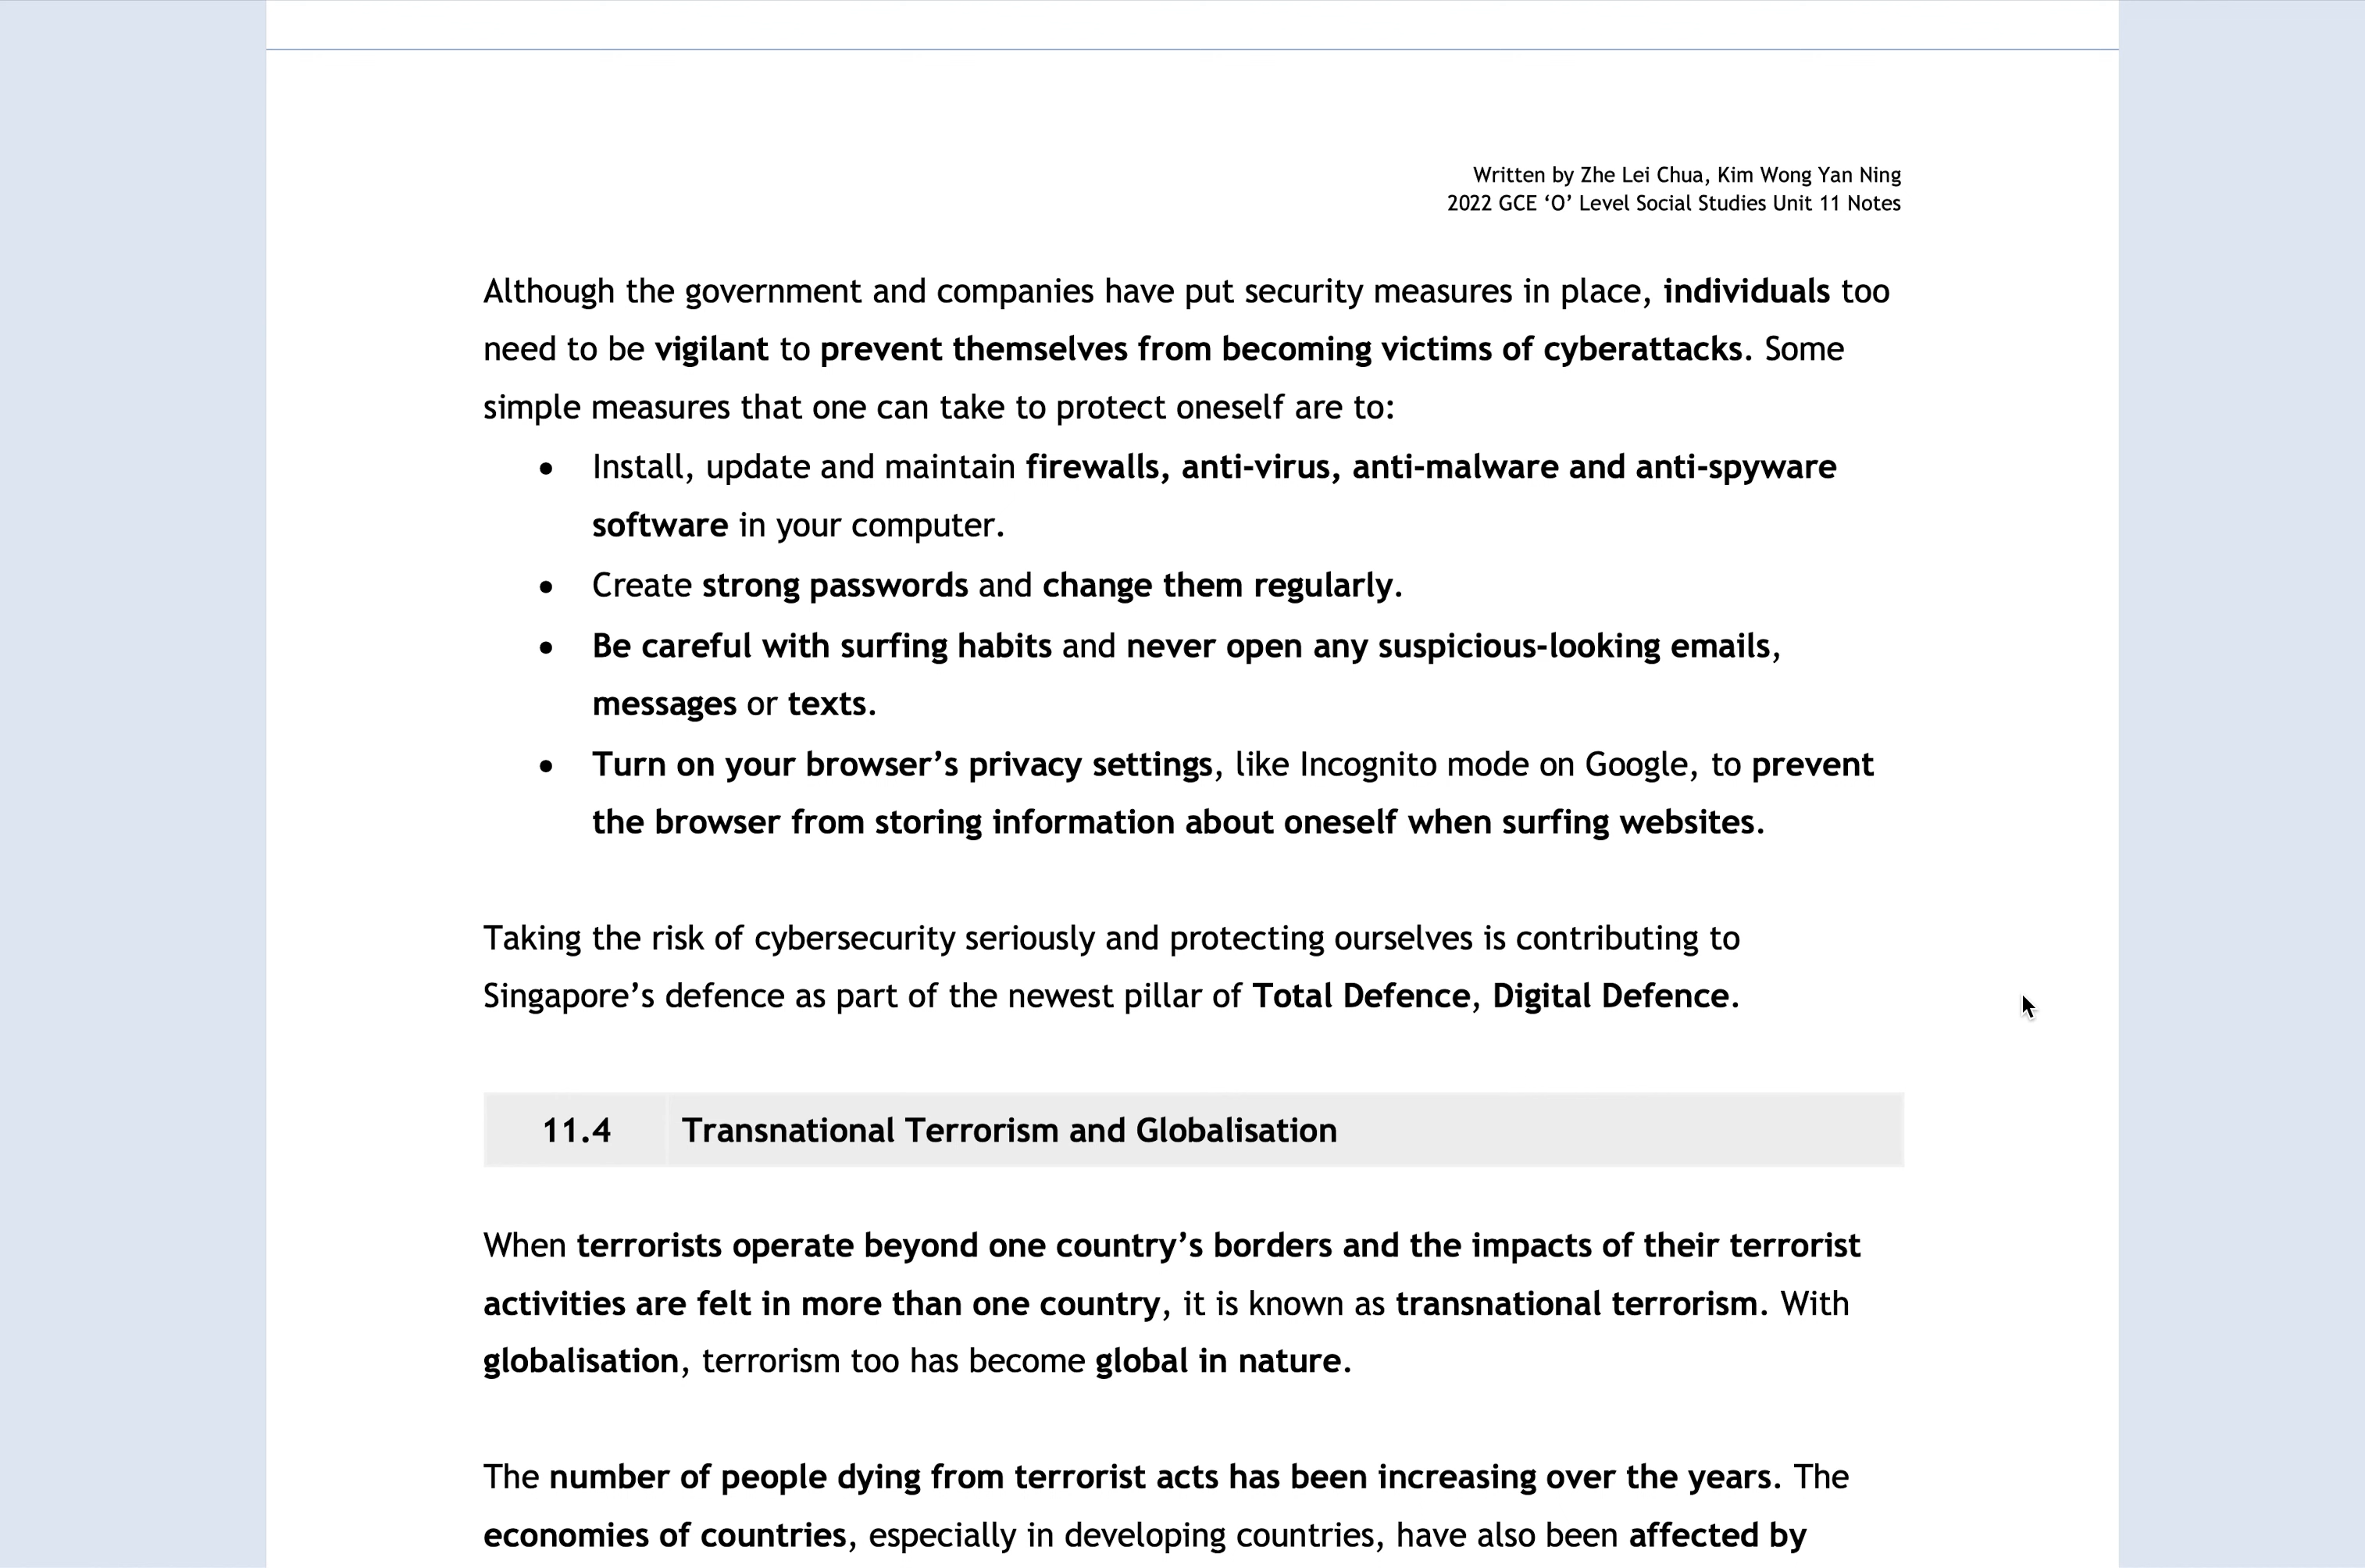 Written by Zhe Lei Chua, Kim Wong Yan Ning
2022 GCE ‘O’ Level Social Studies Unit 11 Notes
Although the government and companies have put security measures in place, individuals too
need to be vigilant to prevent themselves from becoming victims of cyberattacks. Some
simple measures that one can take to protect oneself are to:
● Install, update and maintain firewalls, anti-virus, anti-malware and anti-spyware
software in your computer.
● Create strong passwords and change them regularly.
● Be careful with surfing habits and never open any suspicious-looking emails,
messages or texts.
● Turn on your browser’s privacy settings, like Incognito mode on Google, to prevent
the browser from storing information about oneself when surfing websites.
Taking the risk of cybersecurity seriously and protecting ourselves is contributing to
Singapore’s defence as part of the newest pillar of Total Defence, Digital Defence.
11.4 Transnational Terrorism and Globalisation
When terrorists operate beyond one country’s borders and the impacts of their terrorist
activities are felt in more than one country, it is known as transnational terrorism. With
globalisation, terrorism too has become global in nature.
The number of people dying from terrorist acts has been increasing over the years. The
economies of countries, especially in developing countries, have also been affected by